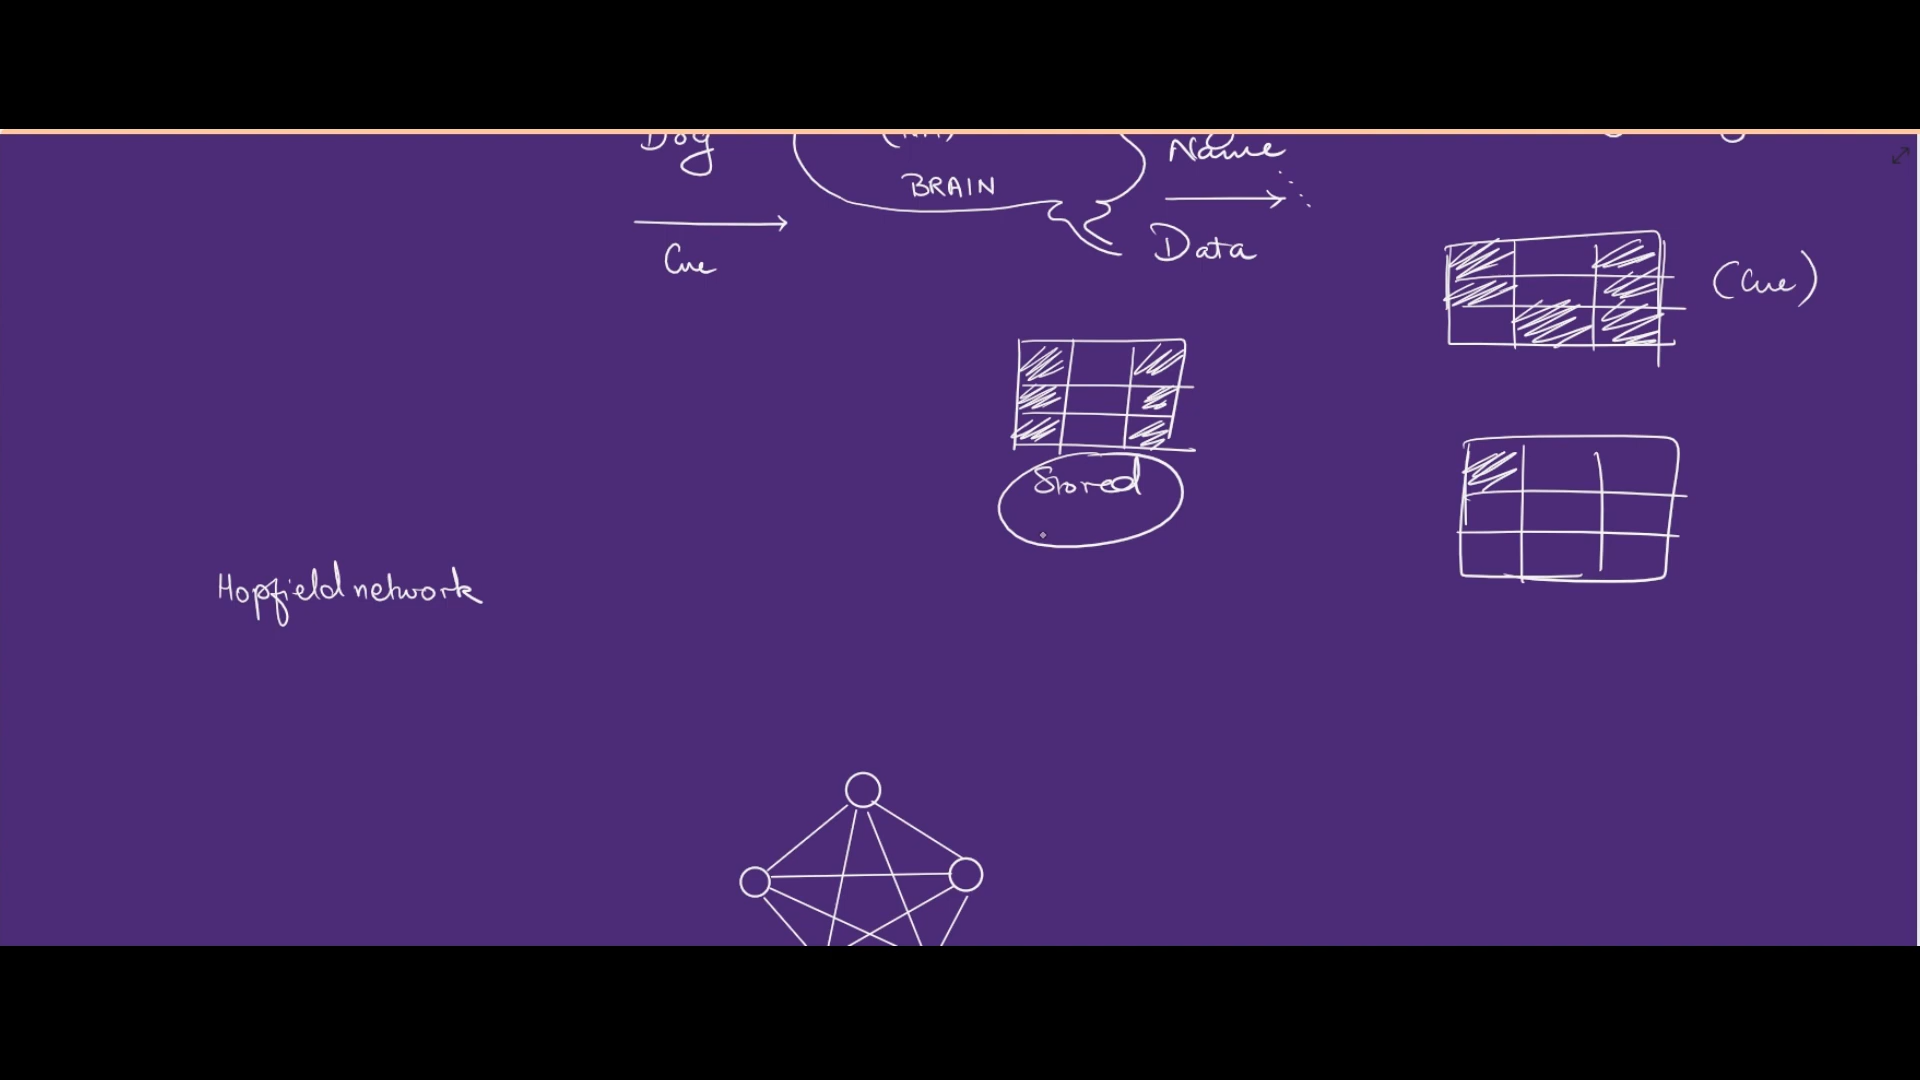 Dog
BRAIN
Name
Cue
Data
(Cue)
Stored
Hopfield network